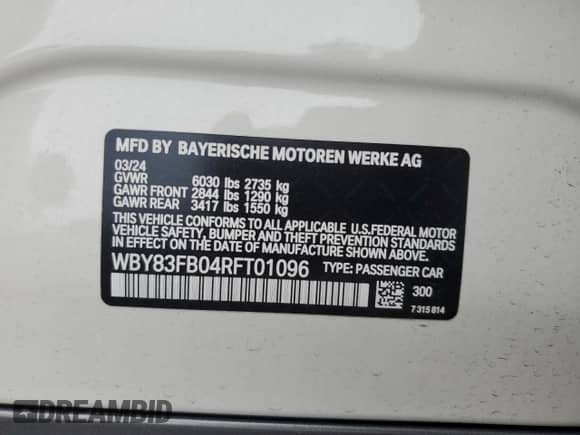 MFD BY BAYERISCHE MOTOREN WERKE AG
03/24
GVWR 6030 lbs 2735 kg
GAWR FRONT 2844 lbs 1290 kg
GAWR REAR 3417 lbs 1550 kg
THIS VEHICLE CONFORMS TO ALL APPLICABLE U.S.FEDERAL MOTOR
VEHICLE SAFETY, BUMPER AND THEFT PREVENTION STANDARDS
IN EFFECT ON THE DATE OF MANUFACTURE SHOWN ABOVE.
WBY83FB04RFT01096 TYPE: PASSENGER CAR
300
7 315 814
DREAMBID